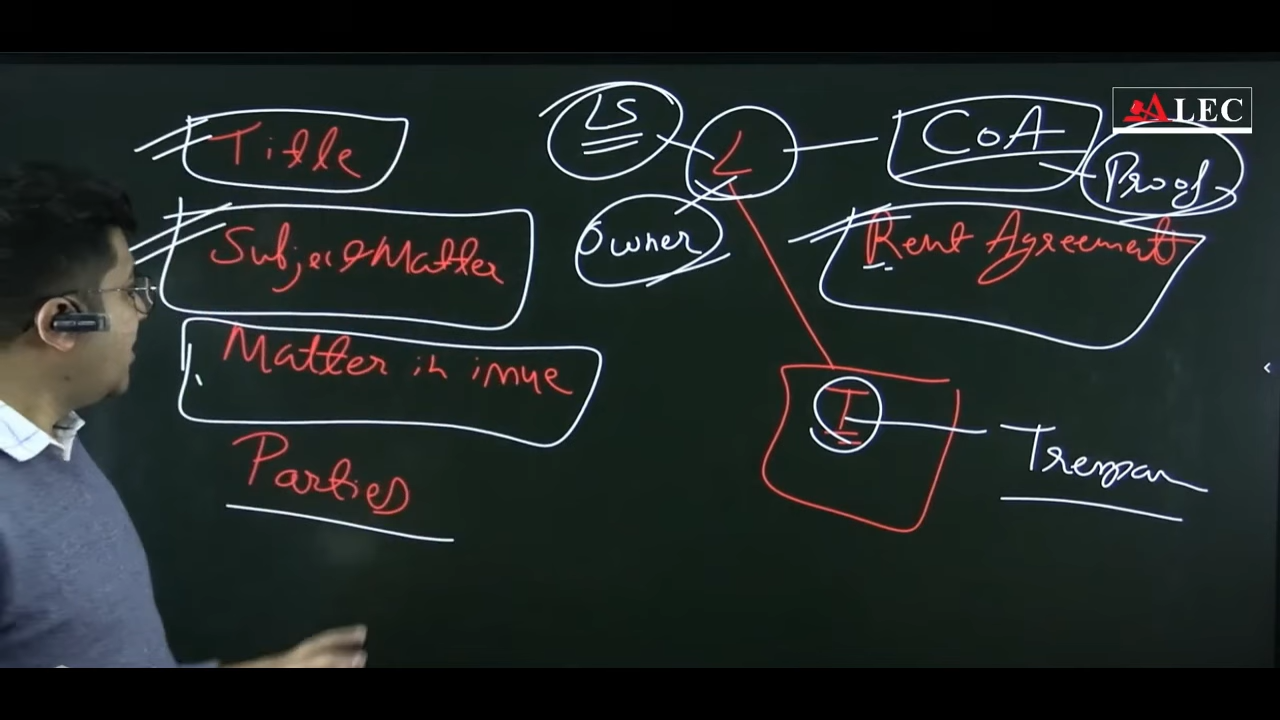 Title
Subject Matter
Matter in issue
Parties
LS
L
Owner
COA
Proof
Rent Agreement
I
Trespass
ALEC